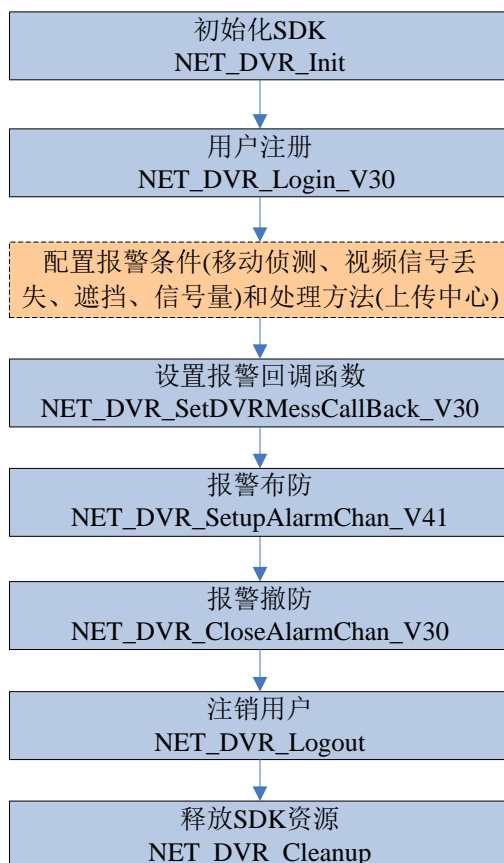 初始化SDK
NET_DVR_Init
用户注册
NET_DVR_Login_V30
配置报警条件(移动侦测、视频信号丢
失、遮挡、信号量)和处理方法(上传中心)
设置报警回调函数
NET_DVR_SetDVRMessCallBack_V30
报警布防
NET_DVR_SetupAlarmChan_V41
报警撤防
NET_DVR_CloseAlarmChan_V30
注销用户
NET_DVR_Logout
释放SDK资源
NET_DVR_Cleanup